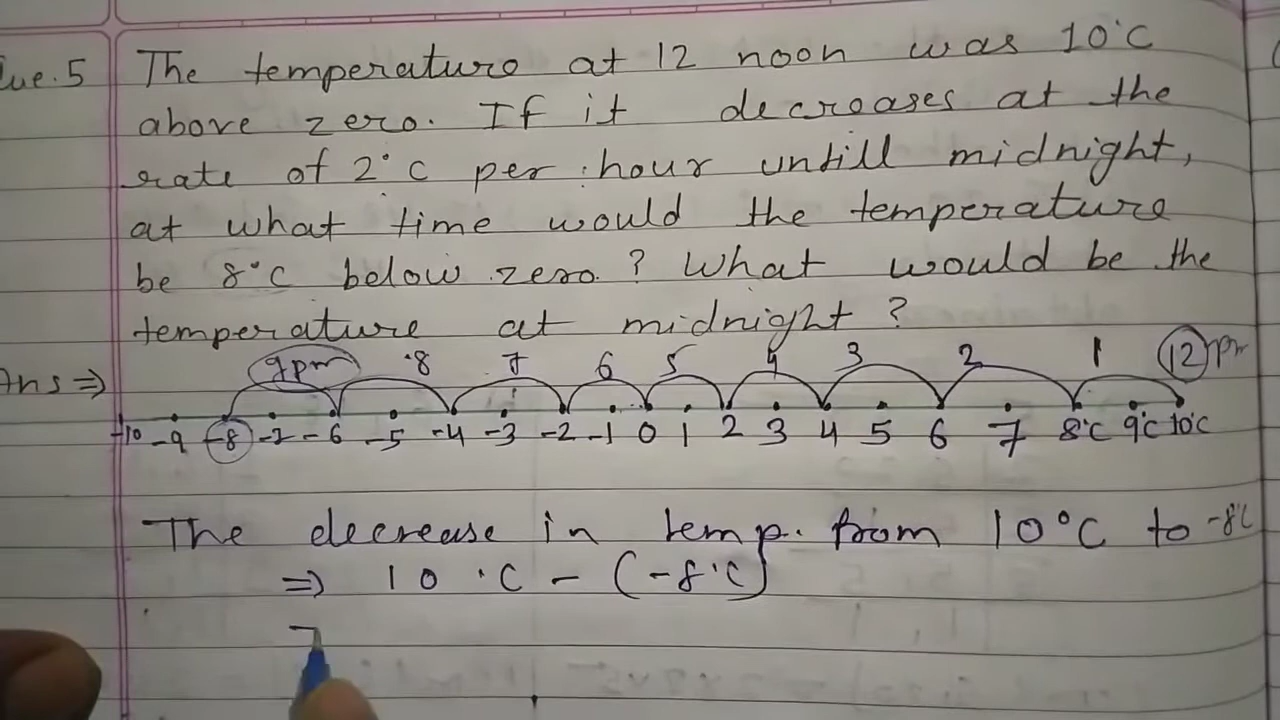 Que.5 The temperature at 12 noon was 10°C
above zero. If it decreases at the
rate of 2°C per hour untill midnight,
at what time would the temperature
be 8°C below zero? What would be the
temperature at midnight?
Ans ⇒ 9pm 8 7 6 5 4 3 2 1 12pm
-10 -9 -8 -7 -6 -5 -4 -3 -2 -1 0 1 2 3 4 5 6 7 8°C 9°C 10°C
The decrease in temp. from 10°C to -8°C
⇒ 10°C - (-8°C)